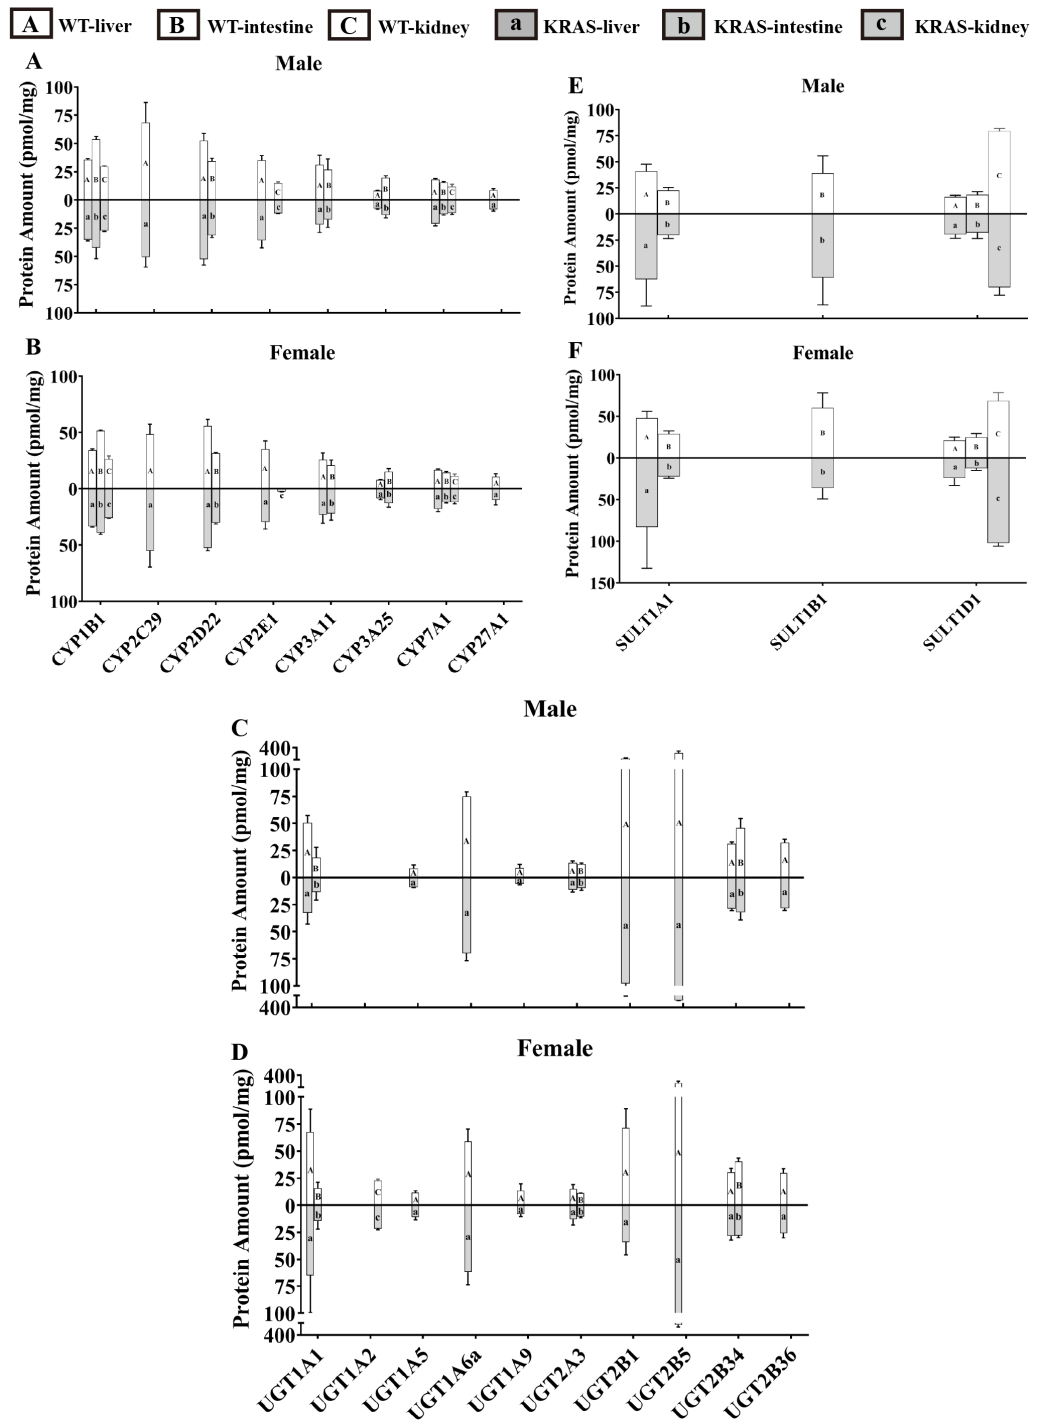 A WT-liver B WT-intestine C WT-kidney a KRAS-liver b KRAS-intestine c KRAS-kidney
A
Male
Protein Amount (pmol/mg)
100
75
50
25
0
25
50
75
100
A B C A A B A C A B A B A B C A
a b c a a b a c a b a b a b c a
B
Female
Protein Amount (pmol/mg)
100
50
0
50
100
A B C A A B A A B A B A B C A
a b c a a b a c a b a b a b c a
CYP1B1
CYP2C29
CYP2D22
CYP2E1
CYP3A11
CYP3A25
CYP7A1
CYP27A1
E
Male
Protein Amount (pmol/mg)
100
75
50
25
0
25
50
75
100
A B B A B C
a b b a b c
F
Female
Protein Amount (pmol/mg)
100
50
0
50
100
150
A B B A B C
a b b a b c
SULT1A1
SULT1B1
SULT1D1
C
Male
Protein Amount (pmol/mg)
400
100
75
50
25
0
25
50
75
100
400
A B A A A A B A A A B A
a b a a a a b a a a b a
D
Female
Protein Amount (pmol/mg)
400
100
75
50
25
0
25
50
75
100
400
A B C A A A A B A A A B A
a b c a a a a b a a a b a
UGT1A1
UGT1A2
UGT1A5
UGT1A6a
UGT1A9
UGT2A3
UGT2B1
UGT2B5
UGT2B34
UGT2B36